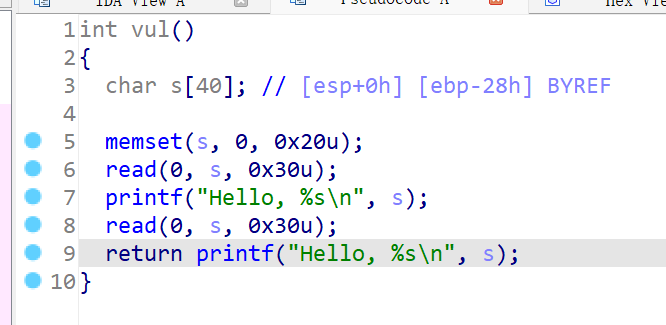 IDA View A Pseudocode A Hex Vie
1 int vul()
2 {
3 char s[40]; // [esp+0h] [ebp-28h] BYREF
4
5 memset(s, 0, 0x20u);
6 read(0, s, 0x30u);
7 printf("Hello, %s\n", s);
8 read(0, s, 0x30u);
9 return printf("Hello, %s\n", s);
10 }